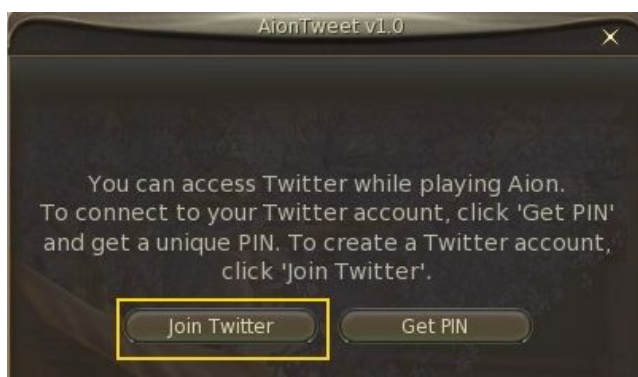 AionTweet v1.0
You can access Twitter while playing Aion.
To connect to your Twitter account, click 'Get PIN'
and get a unique PIN. To create a Twitter account,
click 'Join Twitter'.
Join Twitter Get PIN